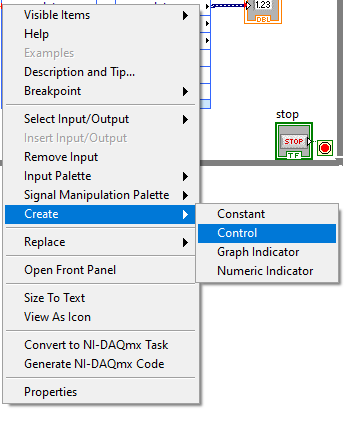 Visible Items
Help
Examples
Description and Tip...
Breakpoint
Select Input/Output
Insert Input/Output
Remove Input
Input Palette
Signal Manipulation Palette
Create
Replace
Open Front Panel
Size To Text
View As Icon
Convert to NI-DAQmx Task
Generate NI-DAQmx Code
Properties
Constant
Control
Graph Indicator
Numeric Indicator
1.23
DBL
stop
STOP
TF